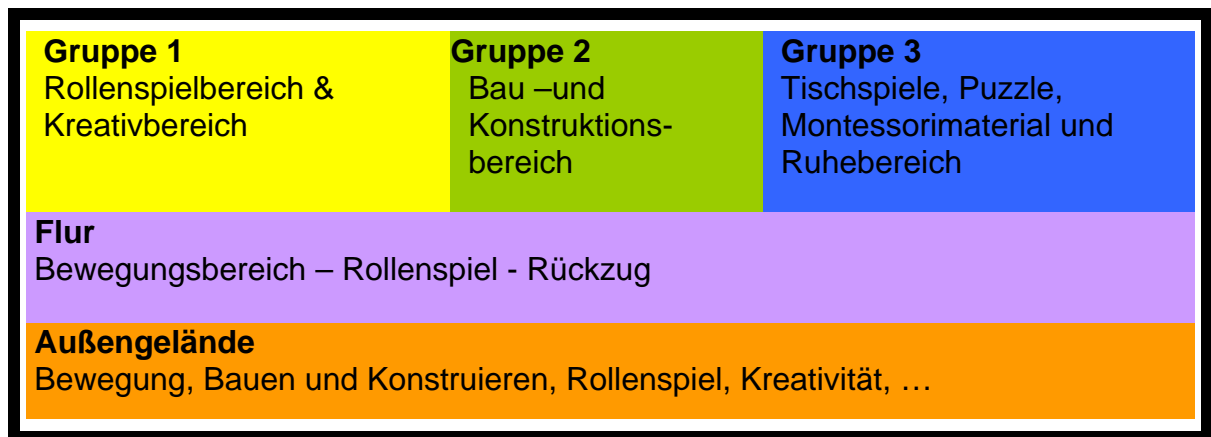 Gruppe 1
Rollenspielbereich &
Kreativbereich
Gruppe 2
Bau –und
Konstruktions-
bereich
Gruppe 3
Tischspiele, Puzzle,
Montessorimaterial und
Ruhebereich
Flur
Bewegungsbereich – Rollenspiel - Rückzug
Außengelände
Bewegung, Bauen und Konstruieren, Rollenspiel, Kreativität, …